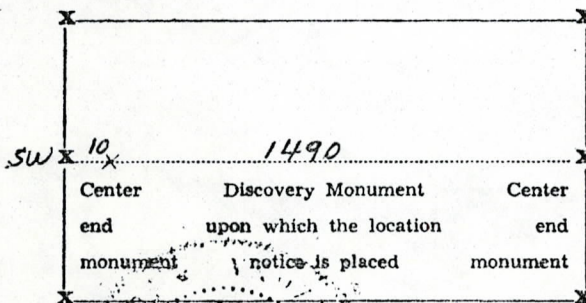 X X
SW X 10 X 1490 X
Center Discovery Monument Center
end upon which the location end
monument notice is placed monument
X X